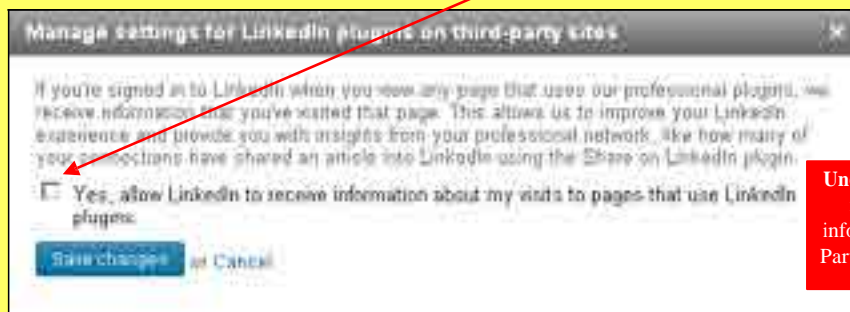 Manage settings for LinkedIn plugins on third-party sites
If you're signed in to LinkedIn when you view any page that uses our professional plugins, we
receive information that you've visited that page. This allows us to improve your LinkedIn
experience and provide you with insights from your professional network, like how many of
your connections have shared an article into LinkedIn using the Share on LinkedIn plugin.
Yes, allow LinkedIn to receive information about my visits to pages that use LinkedIn
plugins.
Save changes or Cancel
Un
info
Par